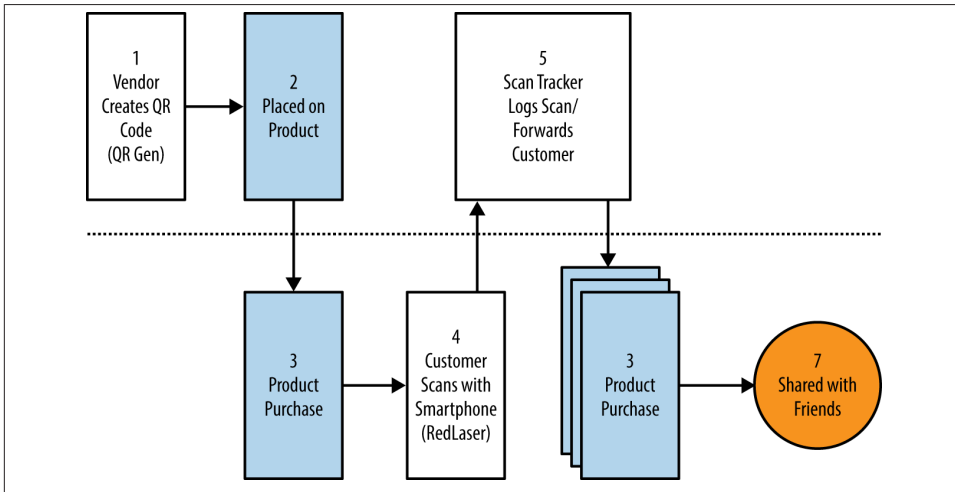 1
Vendor
Creates QR
Code
(QR Gen)
2
Placed on
Product
5
Scan Tracker
Logs Scan/
Forwards
Customer
3
Product
Purchase
4
Customer
Scans with
Smartphone
(RedLaser)
3
Product
Purchase
7
Shared with
Friends